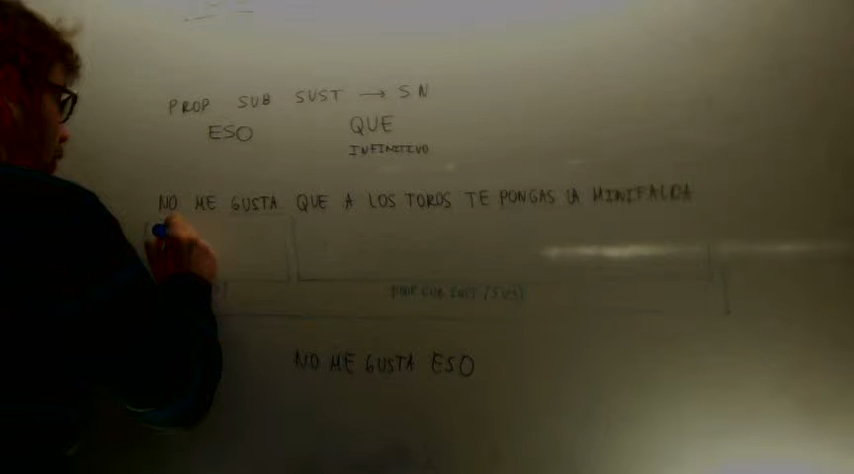 PROP SUB SUST → SN
ESO QUE
INFINITIVO
NO ME GUSTA QUE A LOS TOROS TE PONGAS LA MINIFALDA
PROP SUB SUST / SUJ
NO ME GUSTA ESO